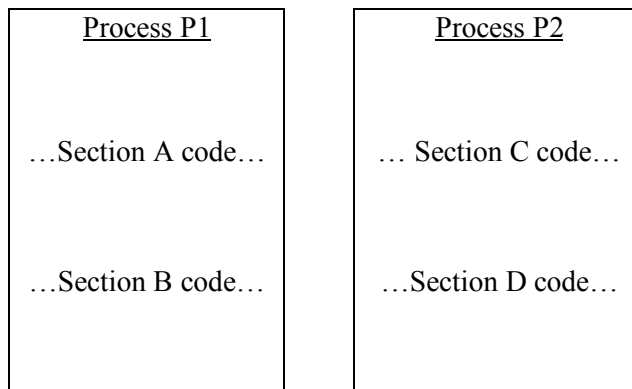 Process P1
…Section A code…
…Section B code…
Process P2
… Section C code…
…Section D code…